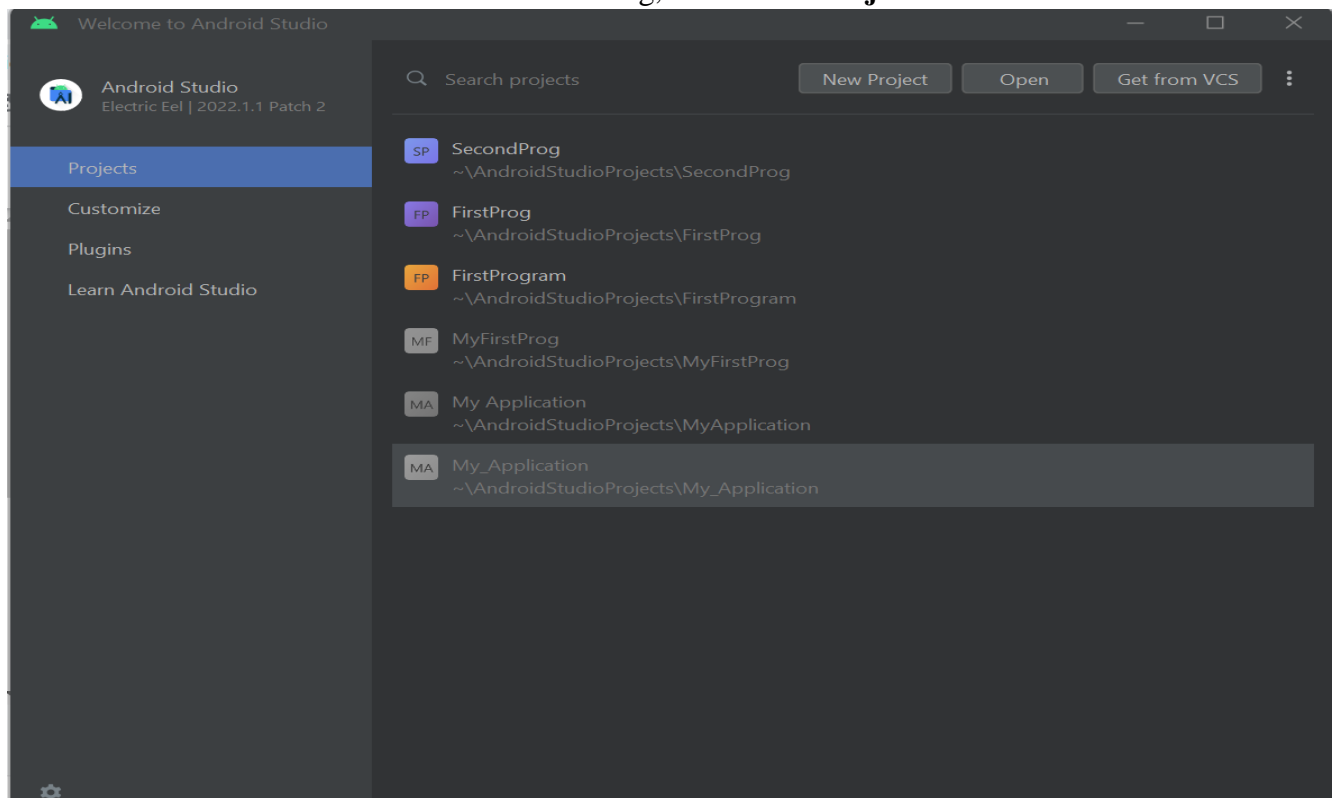 Welcome to Android Studio
Android Studio
Electric Eel | 2022.1.1 Patch 2
Projects
Customize
Plugins
Learn Android Studio
Search projects
New Project
Open
Get from VCS
SP
SecondProg
~\AndroidStudioProjects\SecondProg
FP
FirstProg
~\AndroidStudioProjects\FirstProg
FP
FirstProgram
~\AndroidStudioProjects\FirstProgram
MF
MyFirstProg
~\AndroidStudioProjects\MyFirstProg
MA
My Application
~\AndroidStudioProjects\MyApplication
MA
My_Application
~\AndroidStudioProjects\My_Application